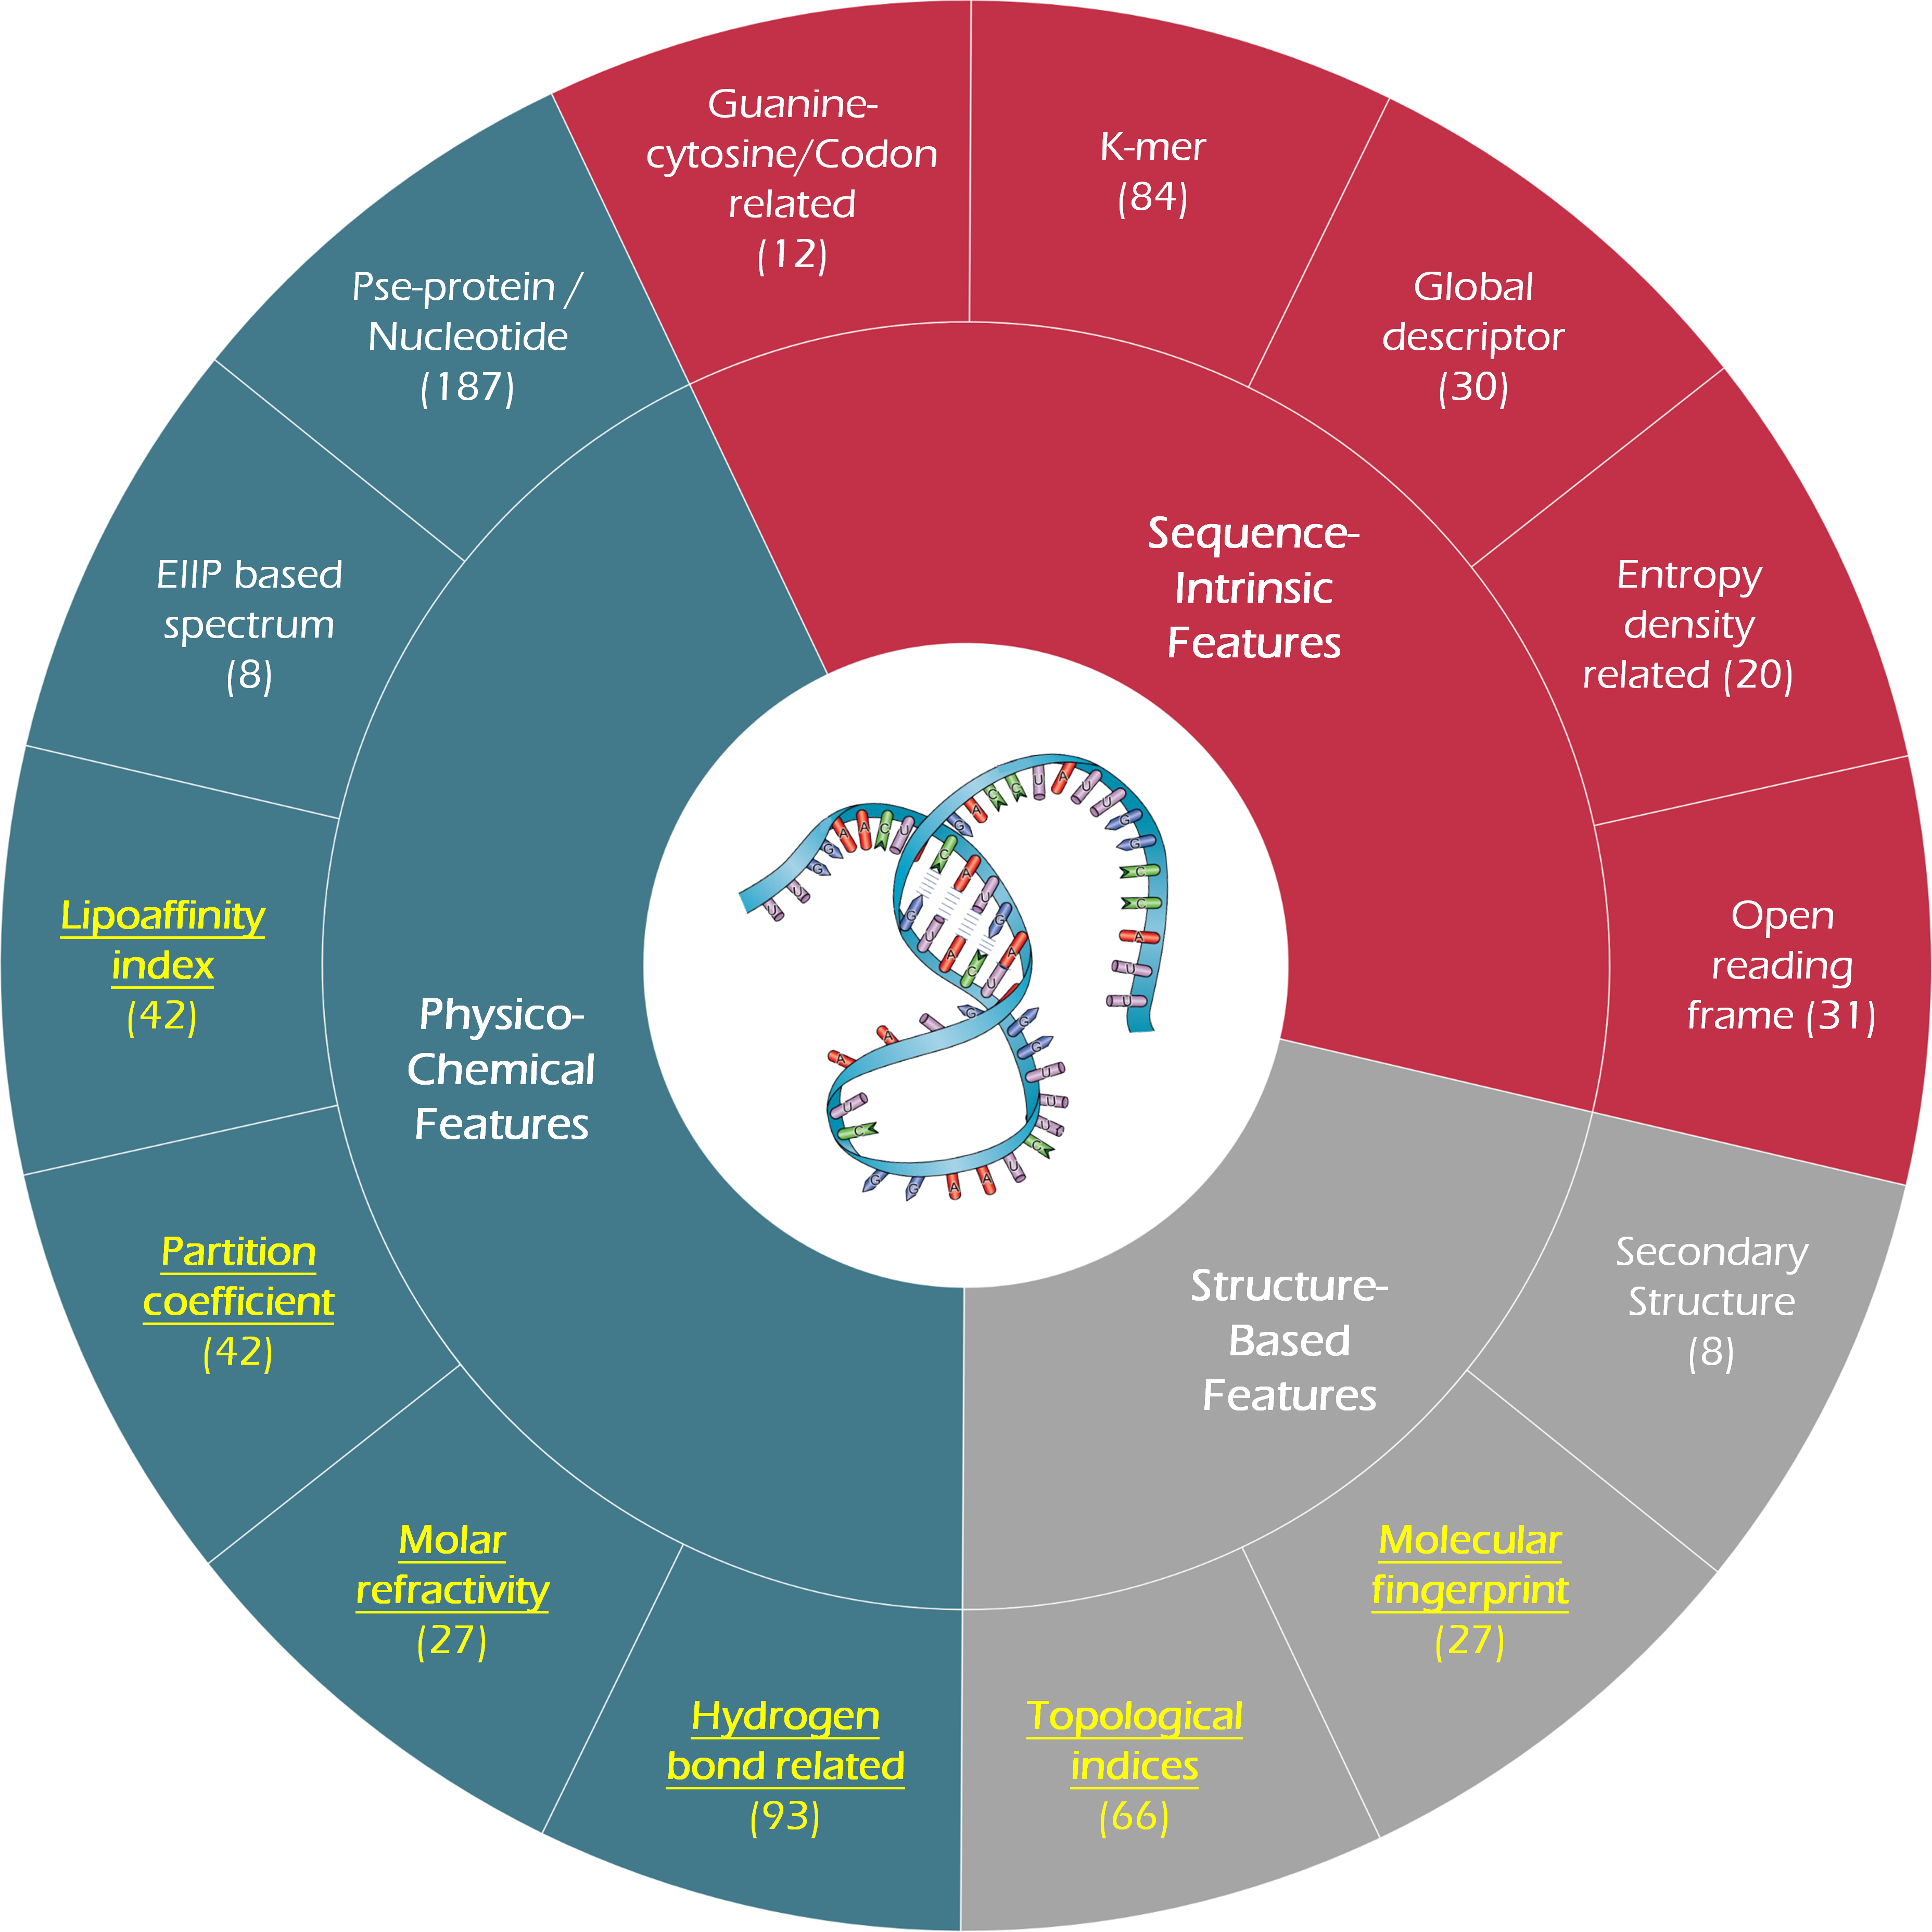 Guanine-
cytosine/Codon
related
(12)
K-mer
(84)
Global
descriptor
(30)
Entropy
density
related (20)
Open
reading
frame (31)
Sequence-
Intrinsic
Features
Secondary
Structure
(8)
Molecular
fingerprint
(27)
Topological
indices
(66)
Structure-
Based
Features
Hydrogen
bond related
(93)
Molar
refractivity
(27)
Partition
coefficient
(42)
Lipoaffinity
index
(42)
EIIP based
spectrum
(8)
Pse-protein /
Nucleotide
(187)
Physico-
Chemical
Features